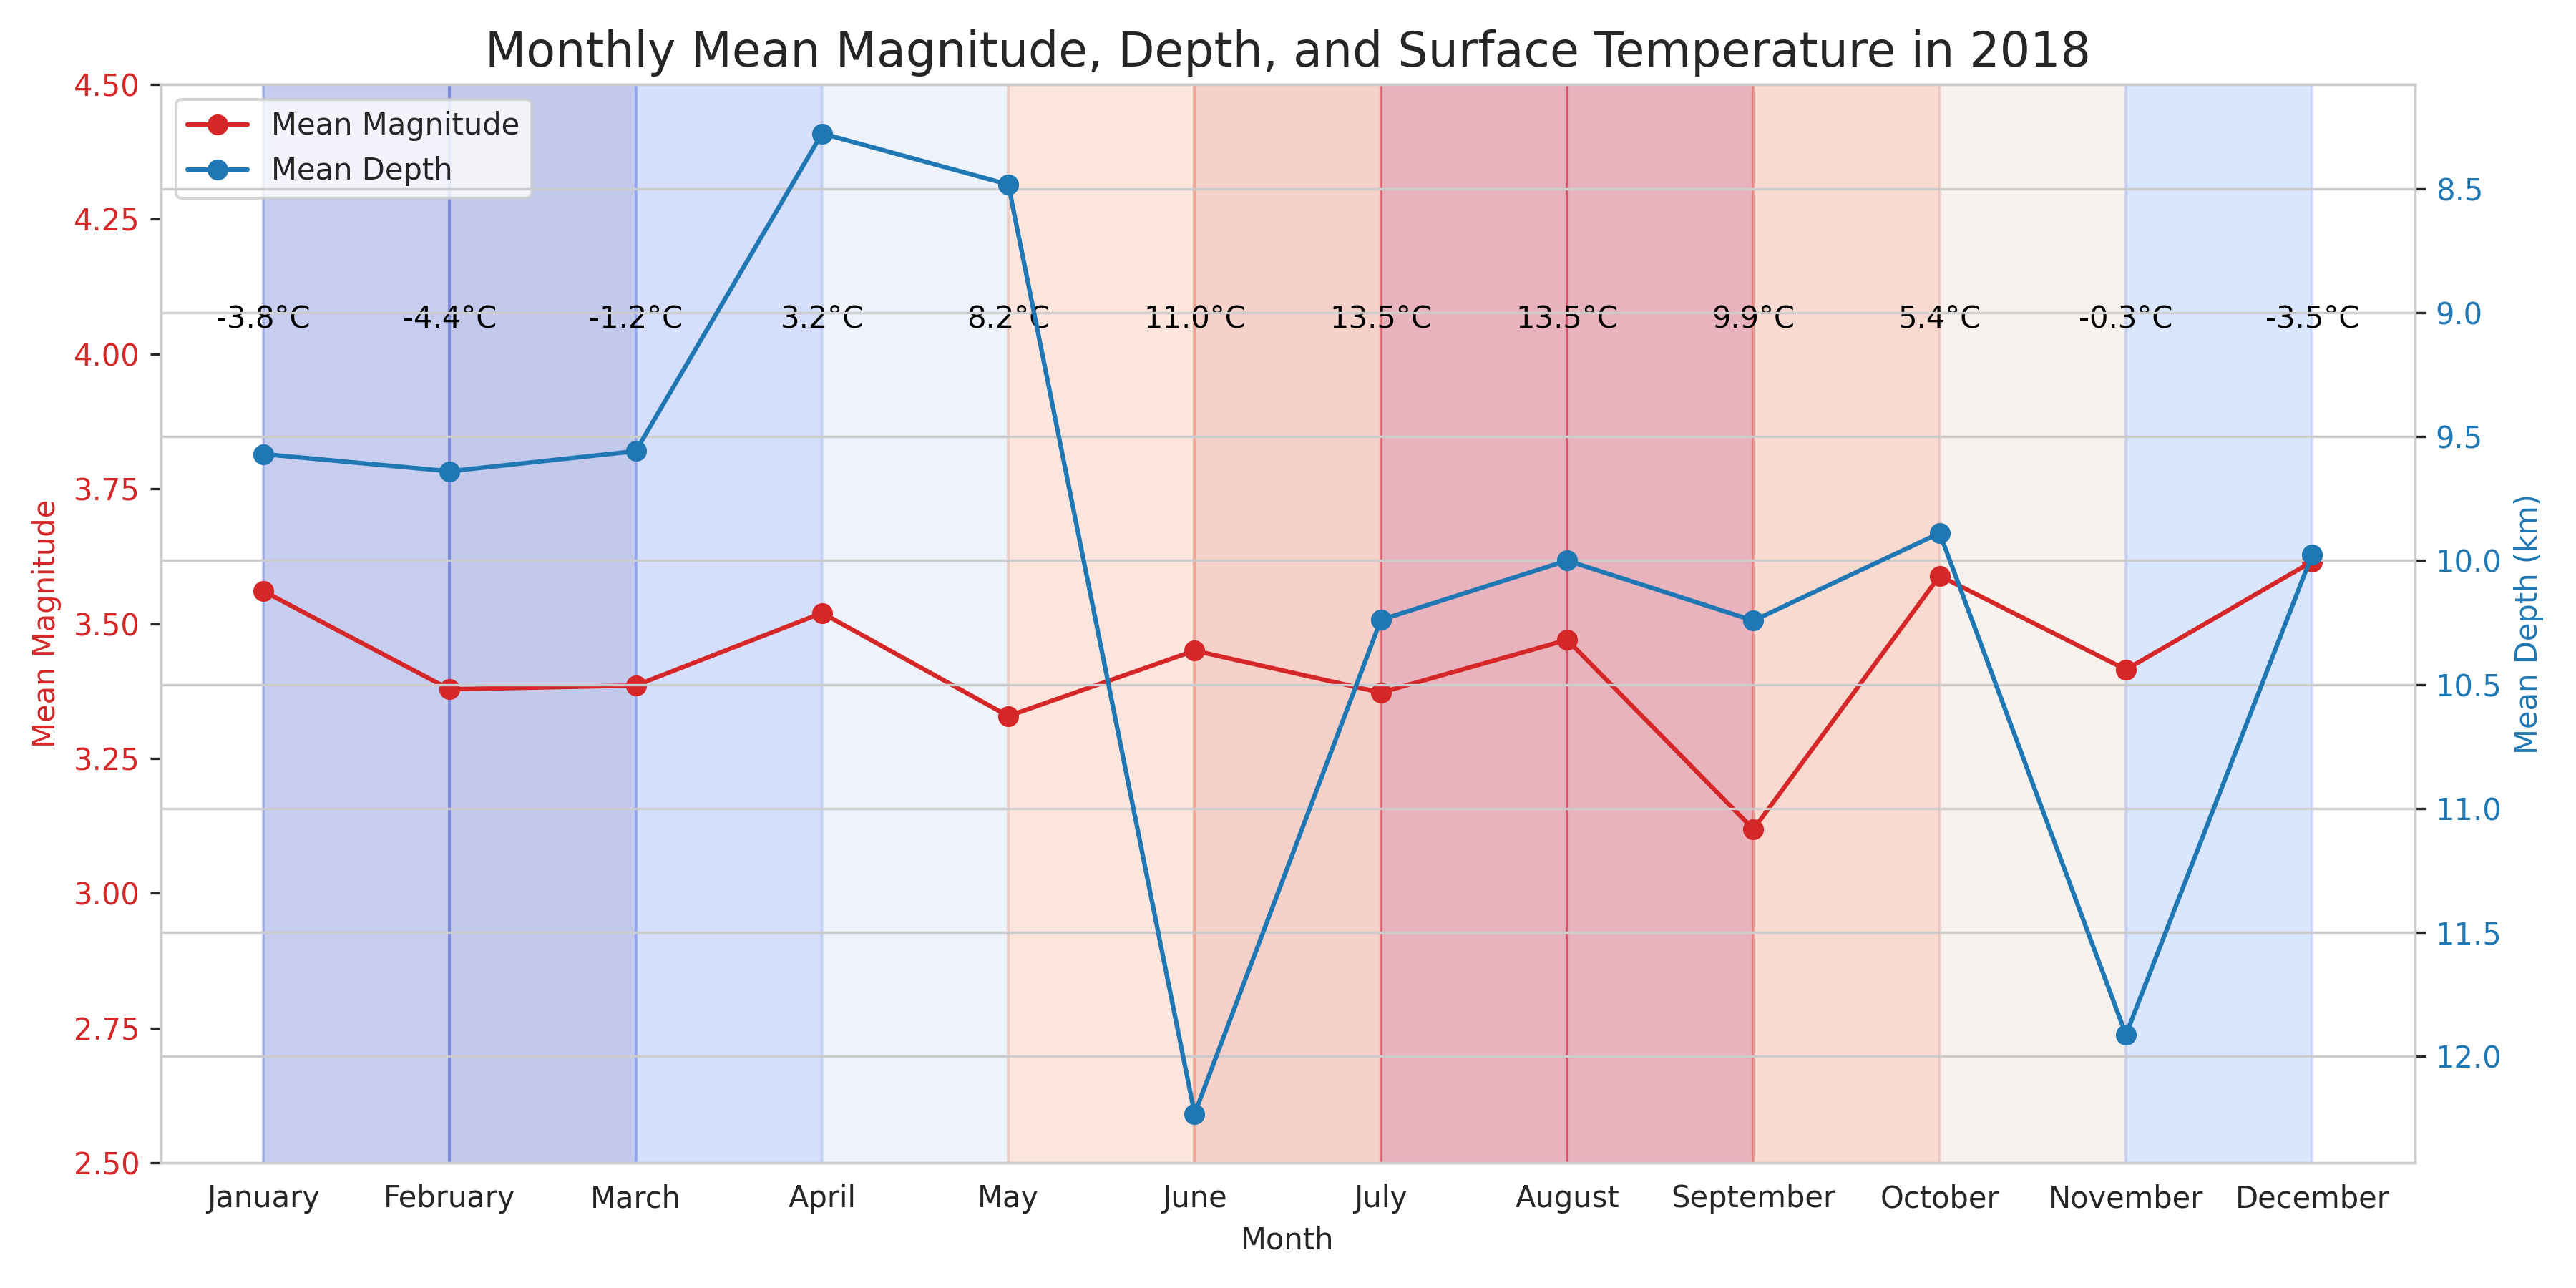 Monthly Mean Magnitude, Depth, and Surface Temperature in 2018
Mean Magnitude
Mean Depth
4.50
4.25
4.00
3.75
3.50
3.25
3.00
2.75
2.50
Mean Magnitude
-3.8°C -4.4°C -1.2°C 3.2°C 8.2°C 11.0°C 13.5°C 13.5°C 9.9°C 5.4°C -0.3°C -3.5°C
8.5
9.0
9.5
10.0
10.5
11.0
11.5
12.0
Mean Depth (km)
January February March April May June July August September October November December
Month